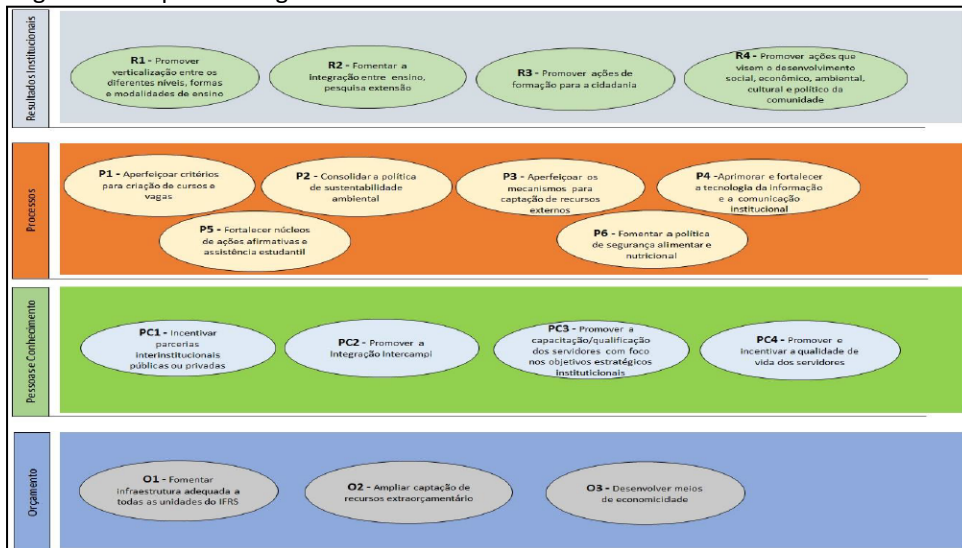 Resultados Institucionais
R1 - Promover
verticalização entre os
diferentes níveis, formas
e modalidades de ensino
R2 - Fomentar a
integração entre ensino,
pesquisa extensão
R3 - Promover ações de
formação para a cidadania
R4 - Promover ações que
visem o desenvolvimento
social, econômico, ambiental,
cultural e político da
comunidade
Processos
P1 - Aperfeiçoar critérios
para criação de cursos e
vagas
P2 - Consolidar a política
de sustentabilidade
ambiental
P3 - Aperfeiçoar os
mecanismos para
captação de recursos
externos
P4 - Aprimorar e fortalecer
a tecnologia da informação
e a comunicação
institucional
P5 - Fortalecer núcleos
de ações afirmativas e
assistência estudantil
P6 - Fomentar a política
de segurança alimentar e
nutricional
Pessoas e Conhecimento
PC1 - Incentivar
parcerias
interinstitucionais
públicas ou privadas
PC2 - Promover a
Integração Intercampi
PC3 - Promover a
capacitação/qualificação
dos servidores com foco
nos objetivos estratégicos
instituticionais
PC4 - Promover e
Incentivar a qualidade de
vida dos servidores
Orçamento
O1 - Fomentar
Infraestrutura adequada a
todas as unidades do IFRS
O2 - Ampliar captação de
recursos extraorçamentário
O3 - Desenvolver meios
de economicidade